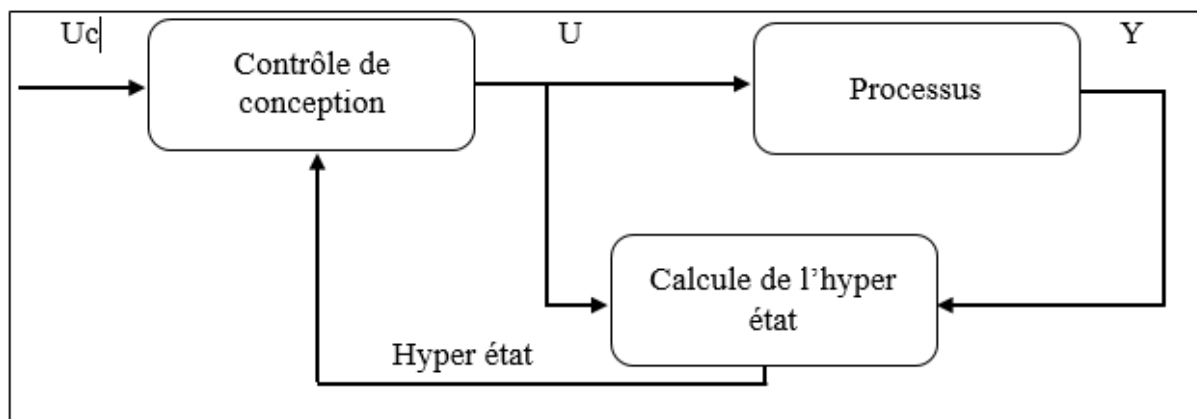 Uc
U
Y
Contrôle de
conception
Processus
Calcule de l’hyper
état
Hyper état